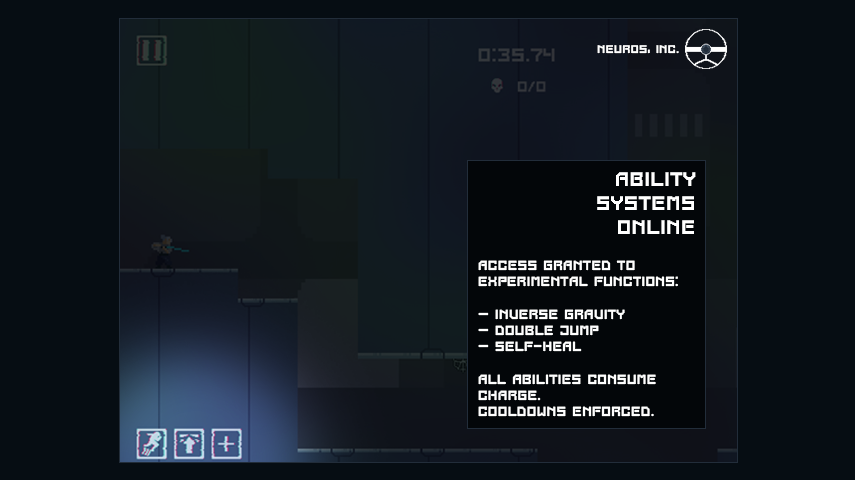 0:35.74
NEUROS, INC.
0/0
ABILITY
SYSTEMS
ONLINE
ACCESS GRANTED TO
EXPERIMENTAL FUNCTIONS:
– INVERSE GRAVITY
– DOUBLE JUMP
– SELF-HEAL
ALL ABILITIES CONSUME
CHARGE.
COOLDOWNS ENFORCED.